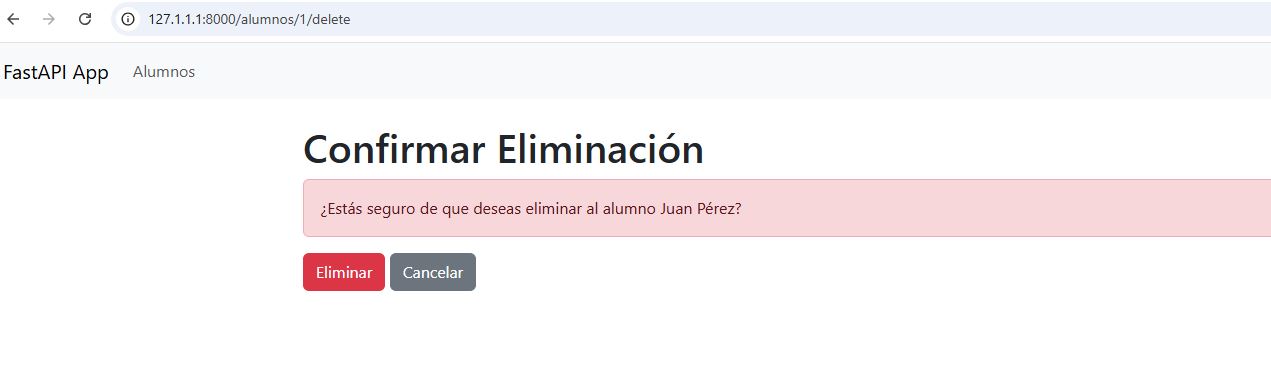 127.1.1.1:8000/alumnos/1/delete
FastAPI App Alumnos
Confirmar Eliminación
¿Estás seguro de que deseas eliminar al alumno Juan Pérez?
Eliminar Cancelar